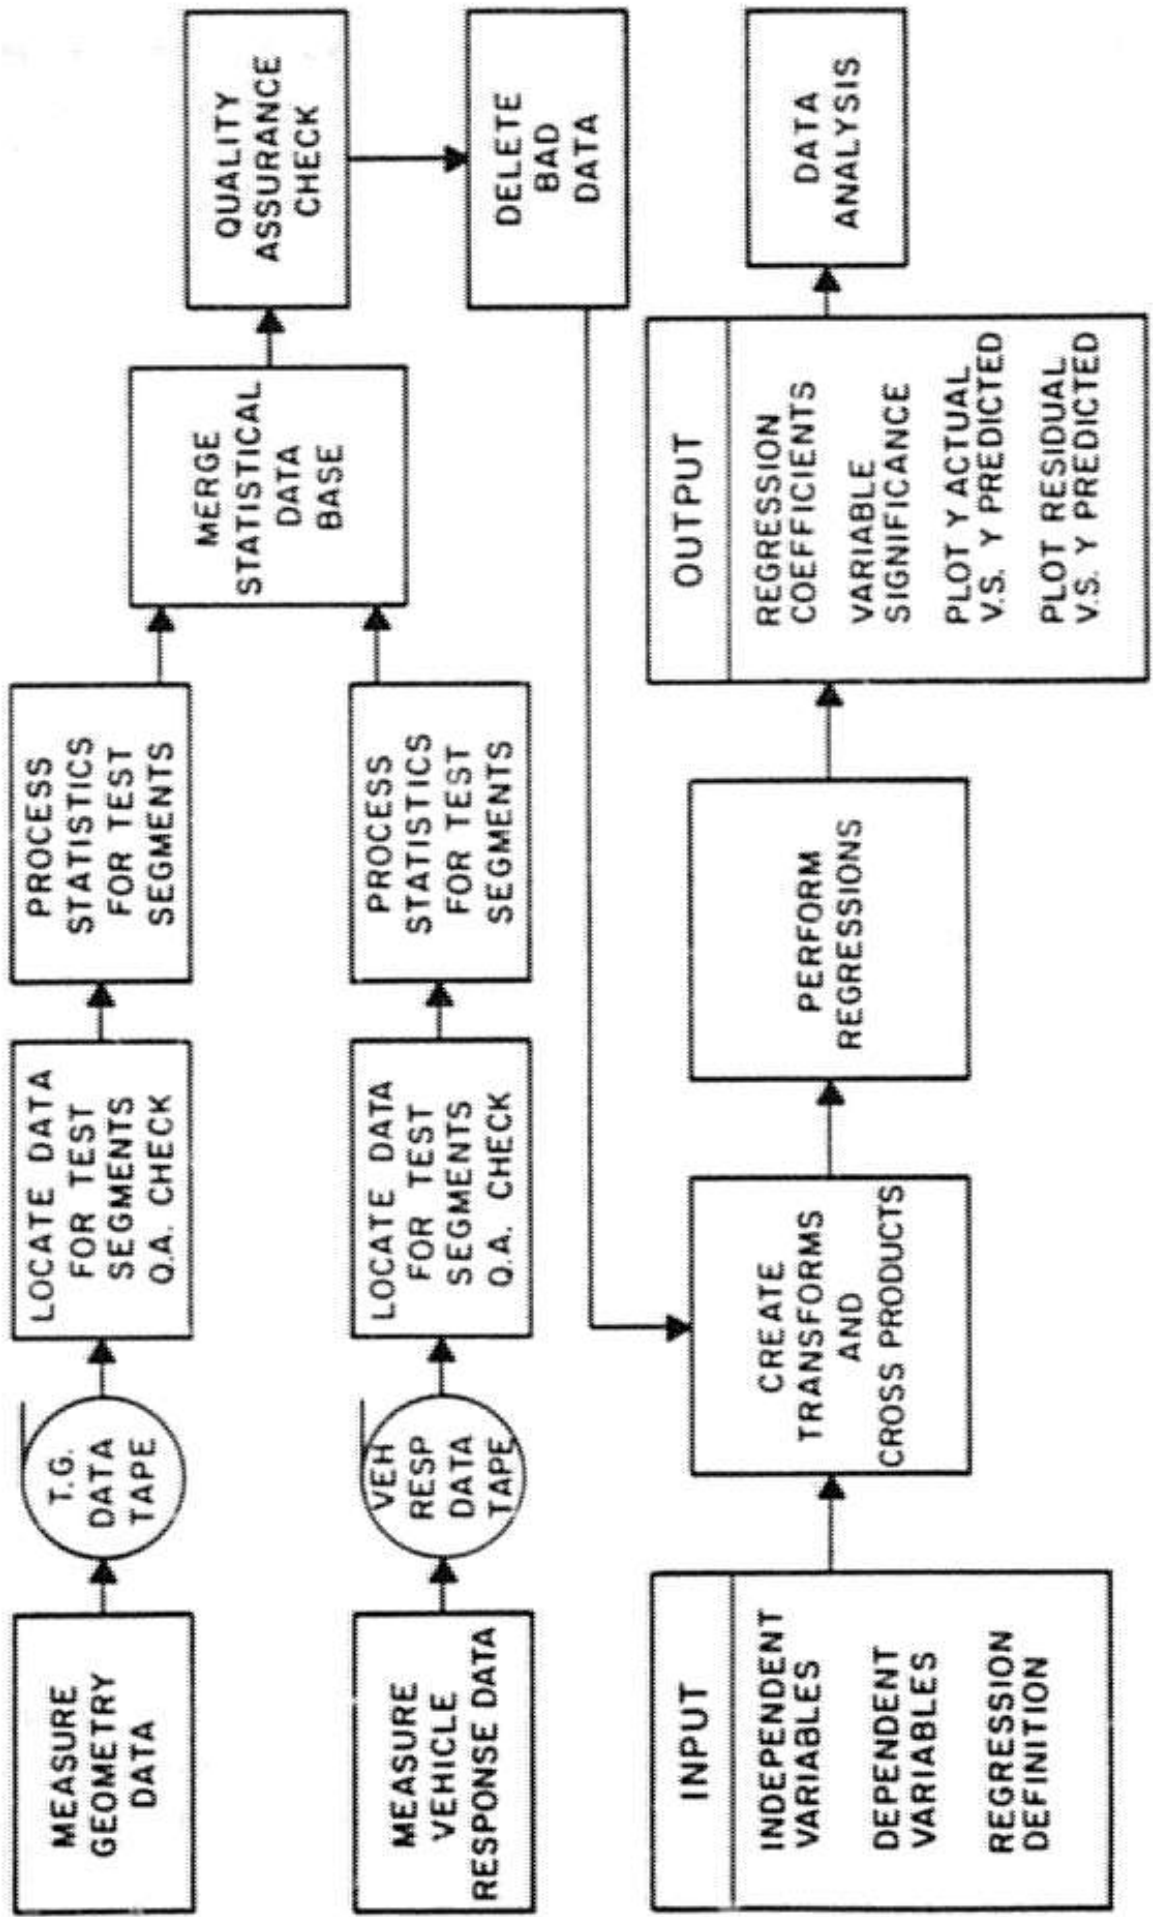 MEASURE
GEOMETRY
DATA
T.G.
DATA
TAPE
LOCATE DATA
FOR TEST
SEGMENTS
Q.A. CHECK
PROCESS
STATISTICS
FOR TEST
SEGMENTS
MEASURE
VEHICLE
RESPONSE DATA
VEH
RESP
DATA
TAPE
LOCATE DATA
FOR TEST
SEGMENTS
Q.A. CHECK
PROCESS
STATISTICS
FOR TEST
SEGMENTS
MERGE
STATISTICAL
DATA
BASE
QUALITY
ASSURANCE
CHECK
DELETE
BAD
DATA
INPUT
INDEPENDENT
VARIABLES
DEPENDENT
VARIABLES
REGRESSION
DEFINITION
CREATE
TRANSFORMS
AND
CROSS PRODUCTS
PERFORM
REGRESSIONS
OUTPUT
REGRESSION
COEFFICIENTS
VARIABLE
SIGNIFICANCE
PLOT Y ACTUAL
V.S. Y PREDICTED
PLOT RESIDUAL
V.S. Y PREDICTED
DATA
ANALYSIS